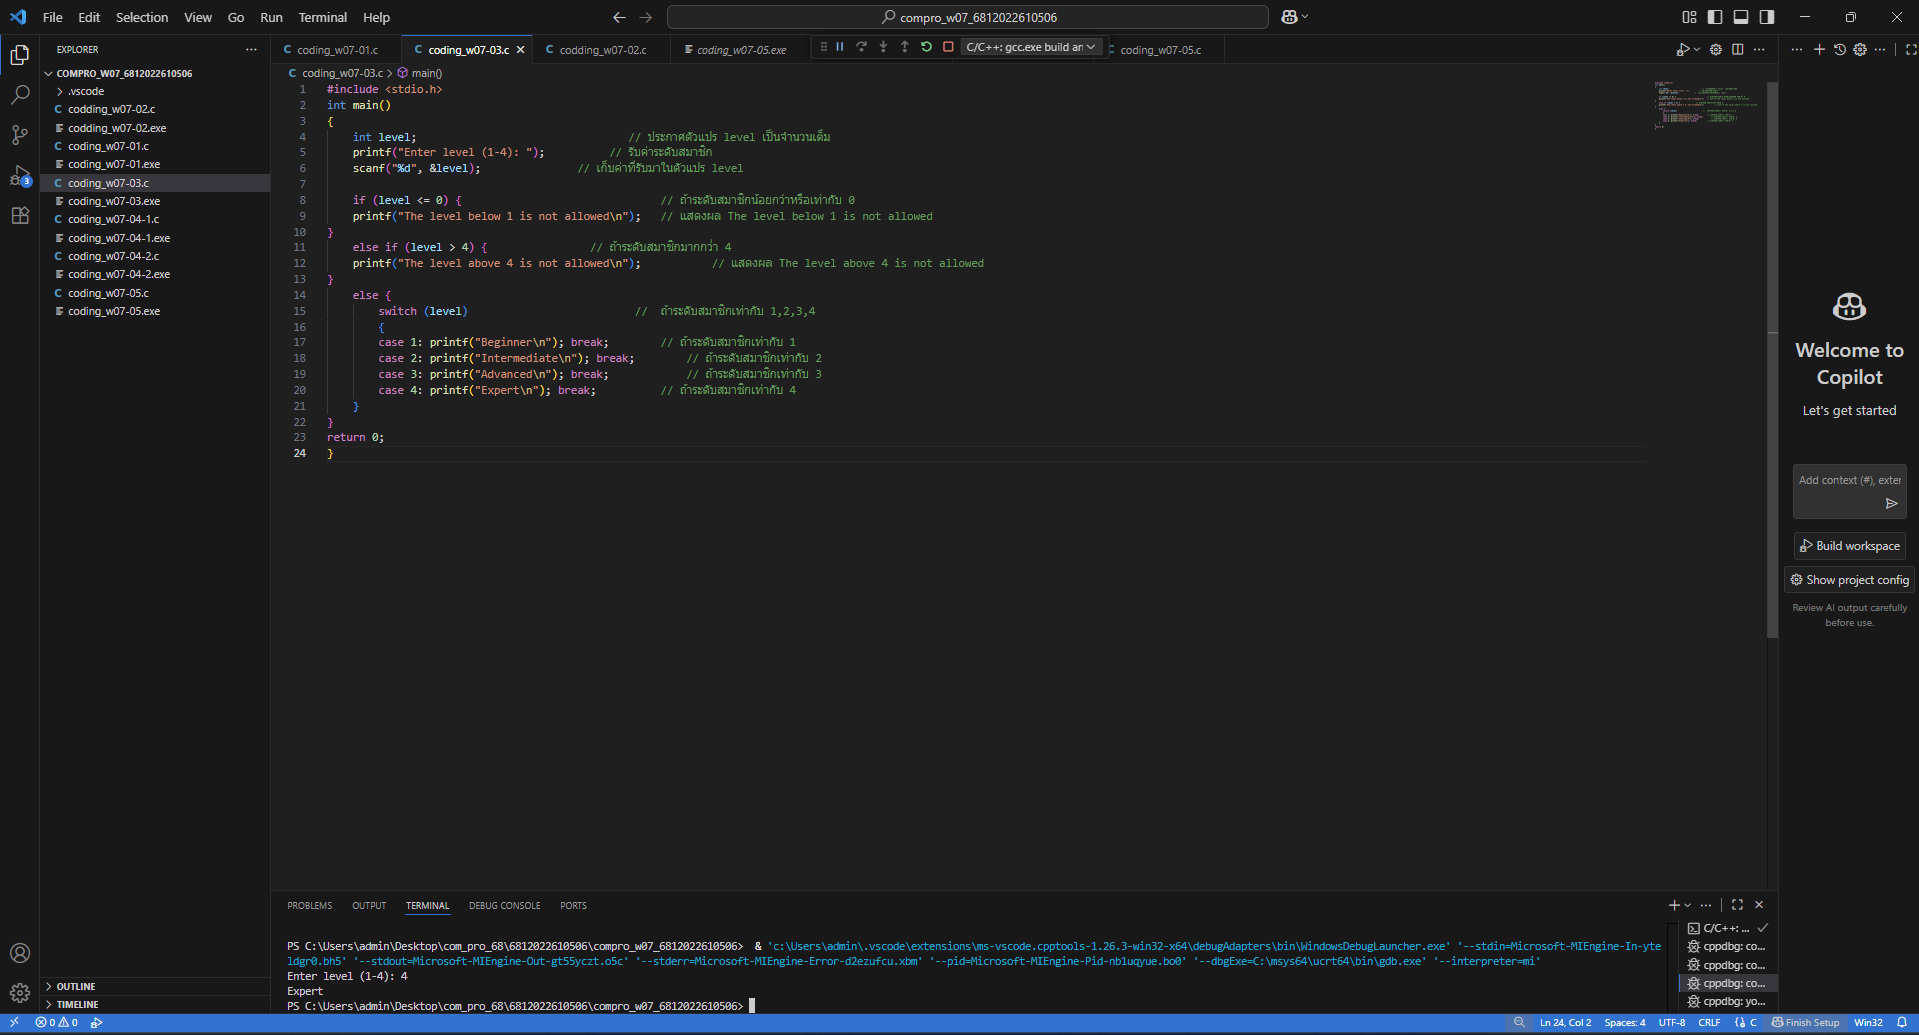 File Edit Selection View Go Run Terminal Help
compro_w07_6812022610506
EXPLORER
COMPRO_W07_6812022610506
.vscode
C codding_w07-02.c
codding_w07-02.exe
C coding_w07-01.c
coding_w07-01.exe
C coding_w07-03.c
coding_w07-03.exe
C coding_w07-04-1.c
coding_w07-04-1.exe
C coding_w07-04-2.c
coding_w07-04-2.exe
C coding_w07-05.c
coding_w07-05.exe
OUTLINE
TIMELINE
3
C coding_w07-01.c C coding_w07-03.c C codding_w07-02.c coding_w07-05.exe C/C++: gcc.exe build ar C coding_w07-05.c
C coding_w07-03.c > main()
1 #include <stdio.h>
2 int main()
3 {
4 int level; // ประกาศตัวแปร level เป็นจำนวนเต็ม
5 printf("Enter level (1-4): "); // รับค่าระดับสมาชิก
6 scanf("%d", &level); // เก็บค่าที่รับมาในตัวแปร level
7
8 if (level <= 0) { // ถ้าระดับสมาชิกน้อยกว่าหรือเท่ากับ 0
9 printf("The level below 1 is not allowed\n"); // แสดงผล The level below 1 is not allowed
10 }
11 else if (level > 4) { // ถ้าระดับสมาชิกมากกว่า 4
12 printf("The level above 4 is not allowed\n"); // แสดงผล The level above 4 is not allowed
13 }
14 else {
15 switch (level) // ถ้าระดับสมาชิกเท่ากับ 1,2,3,4
16 {
17 case 1: printf("Beginner\n"); break; // ถ้าระดับสมาชิกเท่ากับ 1
18 case 2: printf("Intermediate\n"); break; // ถ้าระดับสมาชิกเท่ากับ 2
19 case 3: printf("Advanced\n"); break; // ถ้าระดับสมาชิกเท่ากับ 3
20 case 4: printf("Expert\n"); break; // ถ้าระดับสมาชิกเท่ากับ 4
21 }
22 }
23 return 0;
24 }
Welcome to
Copilot
Let's get started
Add context (#), exter
Build workspace
Show project config
Review AI output carefully
before use.
PROBLEMS OUTPUT TERMINAL DEBUG CONSOLE PORTS
PS C:\Users\admin\Desktop\com_pro_68\6812022610506\compro_w07_6812022610506> & 'c:\Users\admin\.vscode\extensions\ms-vscode.cpptools-1.26.3-win32-x64\debugAdapters\bin\WindowsDebugLauncher.exe' '--stdin=Microsoft-MIEngine-In-yte
ldgr0.bh5' '--stdout=Microsoft-MIEngine-Out-gt55yczt.o5c' '--stderr=Microsoft-MIEngine-Error-d2ezufcu.xbm' '--pid=Microsoft-MIEngine-Pid-nb1uqyue.bo0' '--dbgExe=C:\msys64\ucrt64\bin\gdb.exe' '--interpreter=mi'
Enter level (1-4): 4
Expert
PS C:\Users\admin\Desktop\com_pro_68\6812022610506\compro_w07_6812022610506>
C/C++: ...
cppdbg: co...
cppdbg: co...
cppdbg: co...
cppdbg: yo...
0 0
Ln 24, Col 2 Spaces: 4 UTF-8 CRLF {} C Finish Setup Win32